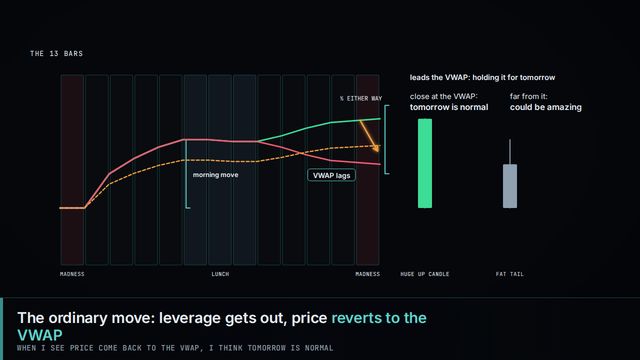 THE 13 BARS
leads the VWAP: holding it for tomorrow
% EITHER WAY
close at the VWAP:
tomorrow is normal
far from it:
could be amazing
morning move
VWAP lags
MADNESS
LUNCH
MADNESS
HUGE UP CANDLE
FAT TAIL
The ordinary move: leverage gets out, price reverts to the
VWAP
WHEN I SEE PRICE COME BACK TO THE VWAP, I THINK TOMORROW IS NORMAL